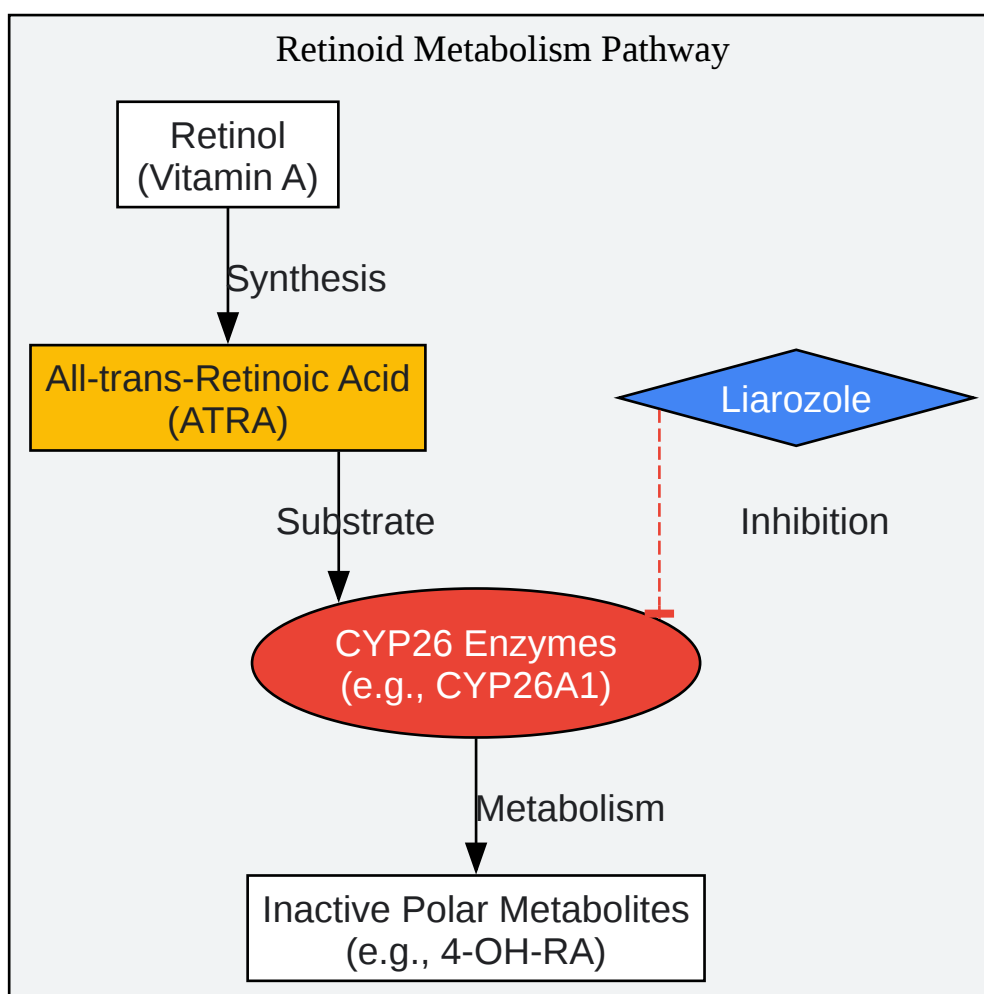 Retinoid Metabolism Pathway
Retinol
(Vitamin A)
Synthesis
All-trans-Retinoic Acid
(ATRA)
Liarozole
Substrate
Inhibition
CYP26 Enzymes
(e.g., CYP26A1)
Metabolism
Inactive Polar Metabolites
(e.g., 4-OH-RA)